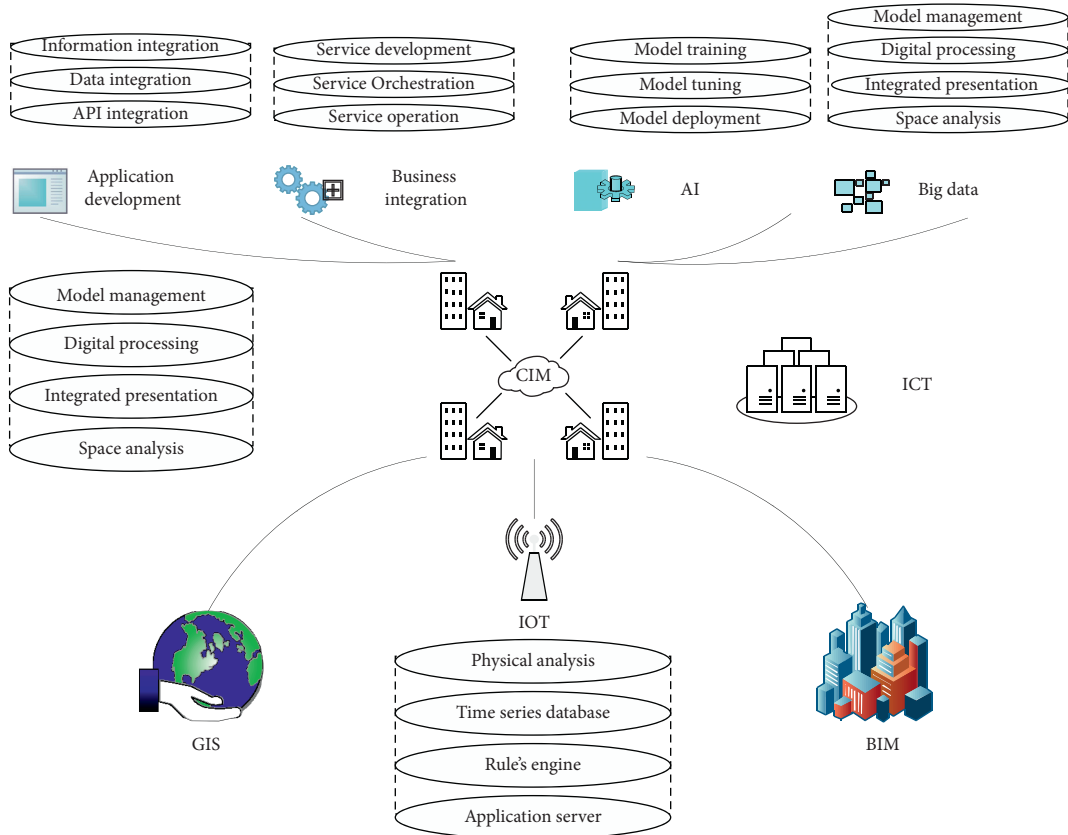 Information integration
Data integration
API integration
Service development
Service Orchestration
Service operation
Model training
Model tuning
Model deployment
Model management
Digital processing
Integrated presentation
Space analysis
Application
development
Business
integration
AI
Big data
Model management
Digital processing
Integrated presentation
Space analysis
CIM
ICT
GIS
IOT
BIM
Physical analysis
Time series database
Rule's engine
Application server